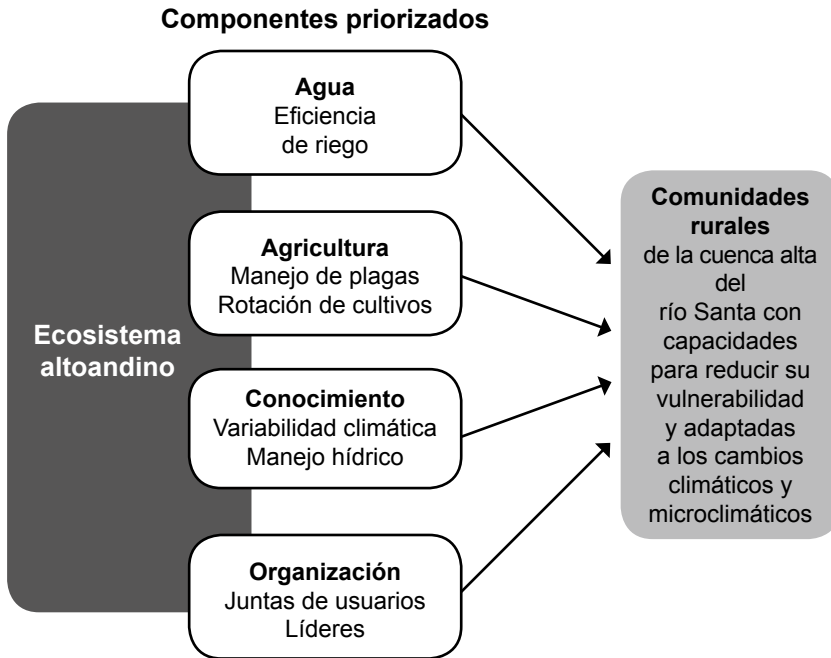 Componentes priorizados
Ecosistema
altoandino
Agua
Eficiencia
de riego
Agricultura
Manejo de plagas
Rotación de cultivos
Conocimiento
Variabilidad climática
Manejo hídrico
Organización
Juntas de usuarios
Líderes
Comunidades
rurales
de la cuenca alta
del
río Santa con
capacidades
para reducir su
vulnerabilidad
y adaptadas
a los cambios
climáticos y
microclimáticos